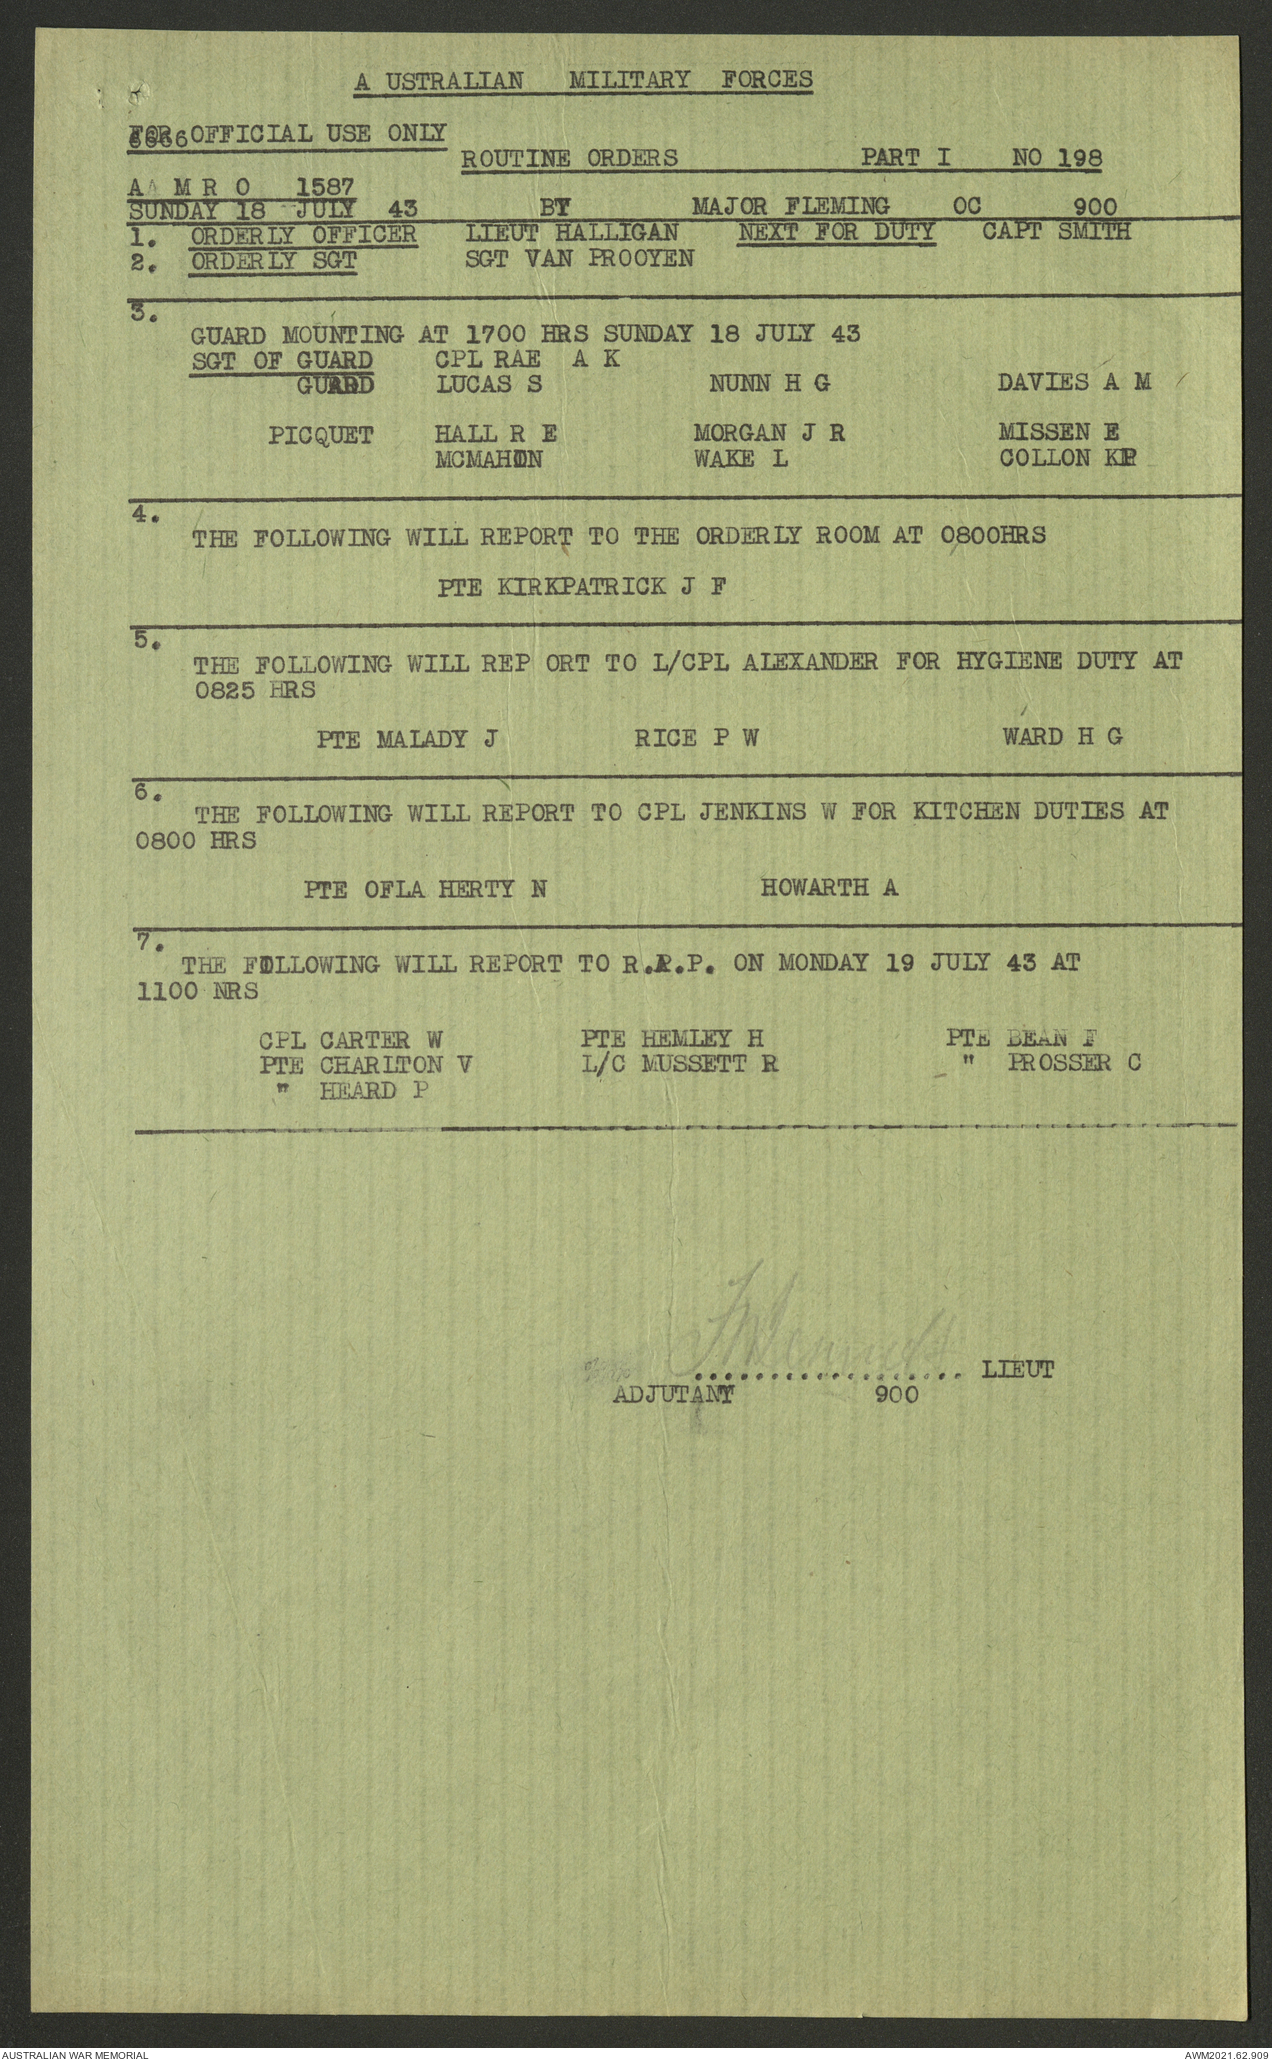 A USTRALIAN MILITARY FORCES
FOR OFFICIAL USE ONLY
ROUTINE ORDERS PART I NO 198
A A M R O 1587
SUNDAY 18 JULY 43 BY MAJOR FLEMING OC 900
1. ORDERLY OFFICER LIEUT HALLIGAN NEXT FOR DUTY CAPT SMITH
2. ORDERLY SGT SGT VAN PROOYEN
3.
GUARD MOUNTING AT 1700 HRS SUNDAY 18 JULY 43
SGT OF GUARD CPL RAE A K
GUARD LUCAS S NUNN H G DAVIES A M
PICQUET HALL R E MORGAN J R MISSEN E
MCMAHON WAKE L COLLON
4.
THE FOLLOWING WILL REPORT TO THE ORDERLY ROOM AT 0800HRS
PTE KIRKPATRICK J F
5.
THE FOLLOWING WILL REP ORT TO L/CPL ALEXANDER FOR HYGIENE DUTY AT
0825 HRS
PTE MALADY J RICE P W WARD H G
6.
THE FOLLOWING WILL REPORT TO CPL JENKINS W FOR KITCHEN DUTIES AT
0800 HRS
PTE OFLA HERTY N HOWARTH A
7.
THE FOLLOWING WILL REPORT TO R.A.P. ON MONDAY 19 JULY 43 AT
1100 NRS
CPL CARTER W PTE HEMLEY H PTE BEAN F
PTE CHARLTON V L/C MUSSETT R " PROSSER C
" HEARD P
.................. LIEUT
ADJUTANT 900
AUSTRALIAN WAR MEMORIAL
AWM2021.62.909